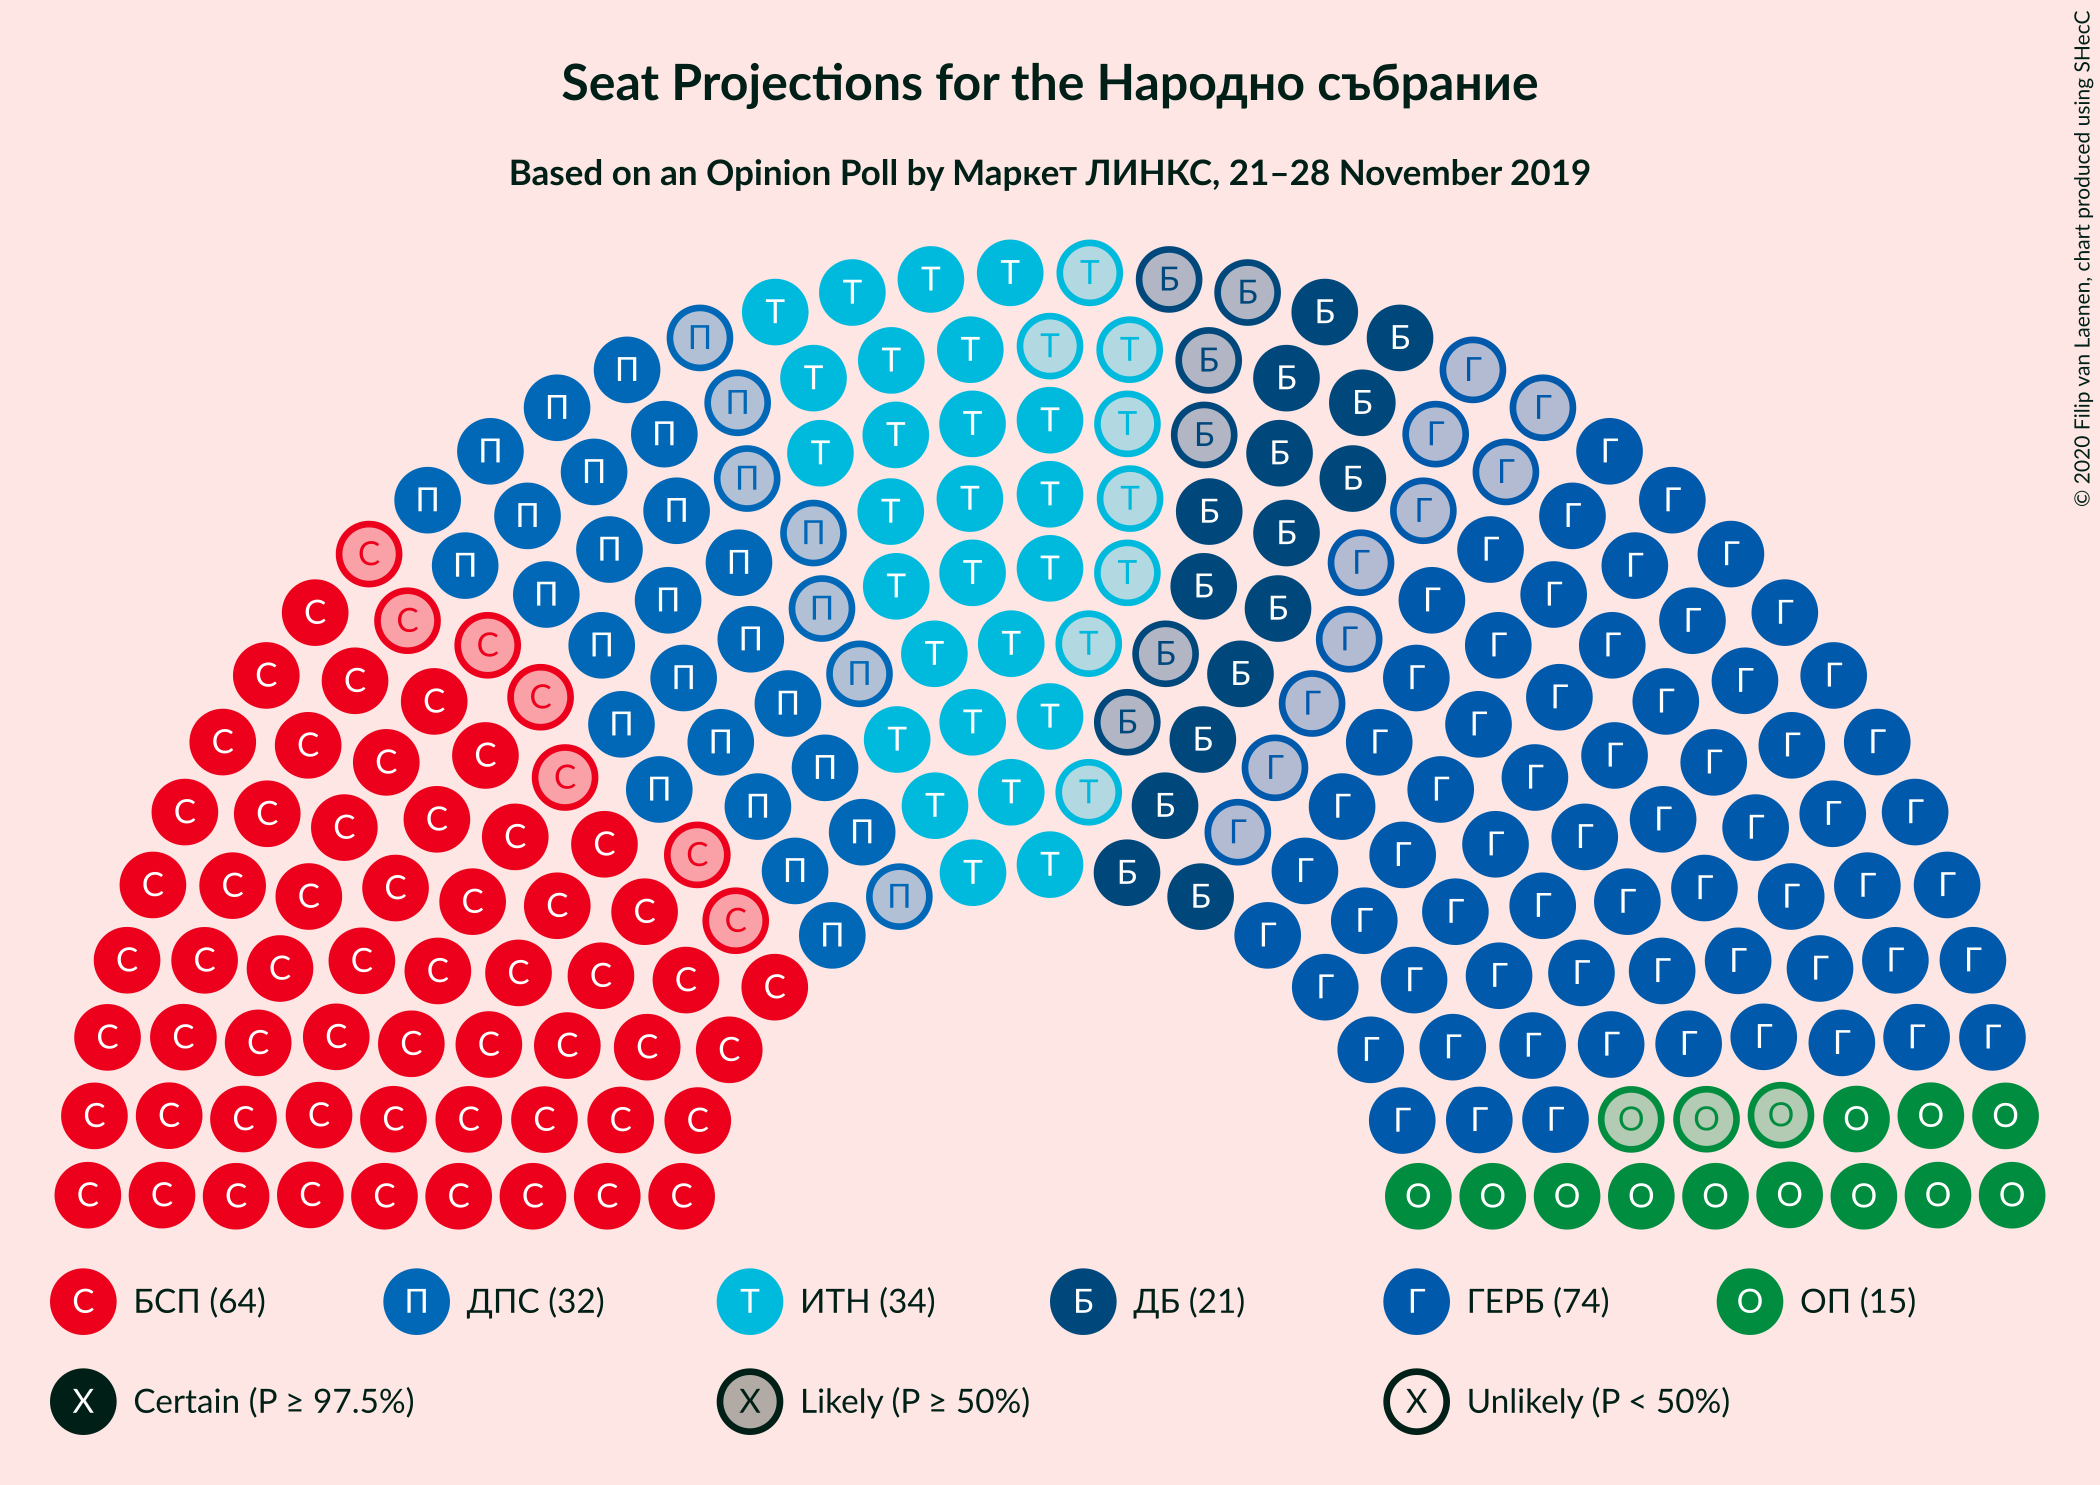 Seat Projections for the Народно събрание
Based on an Opinion Poll by Маркет ЛИНКС, 21–28 November 2019
© 2020 Filip van Laenen, chart produced using SHecC
Т Т Т Т Т Б Б Б Б
С БСП (64) П ДПС (32) Т ИТН (34) Б ДБ (21) Г ГЕРБ (74) О ОП (15)
X Certain (P ≥ 97.5%) X Likely (P ≥ 50%) X Unlikely (P < 50%)